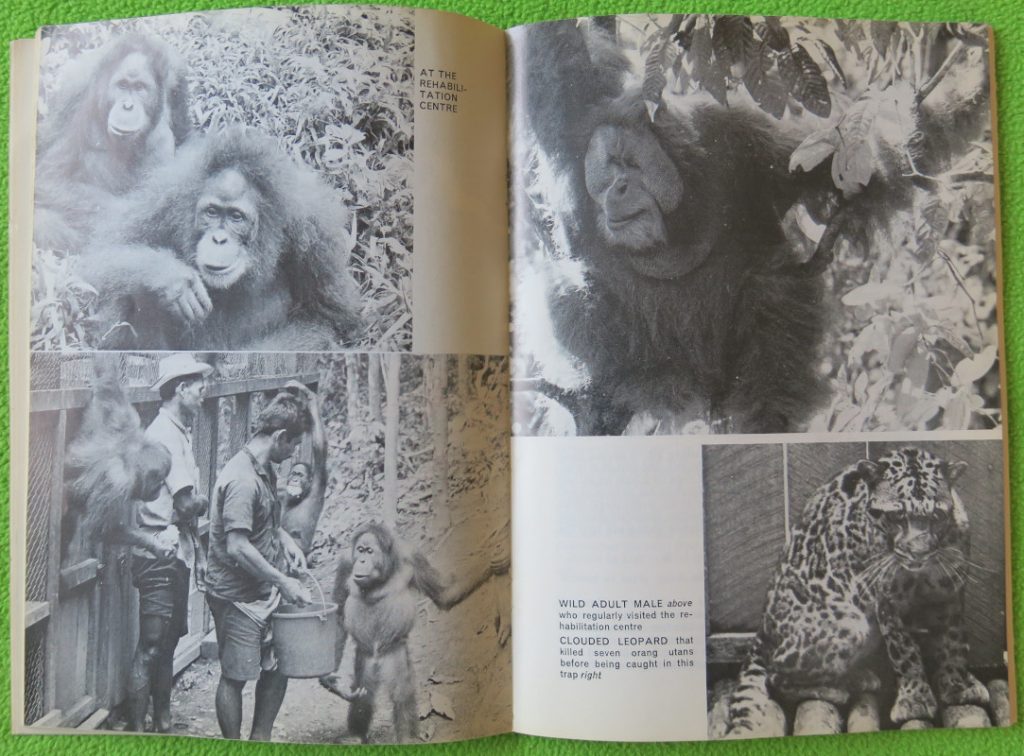 AT THE
REHABILI-
TATION
CENTRE
WILD ADULT MALE above
who regularly visited the re-
habilitation centre
CLOUDED LEOPARD that
killed seven orang utans
before being caught in this
trap right